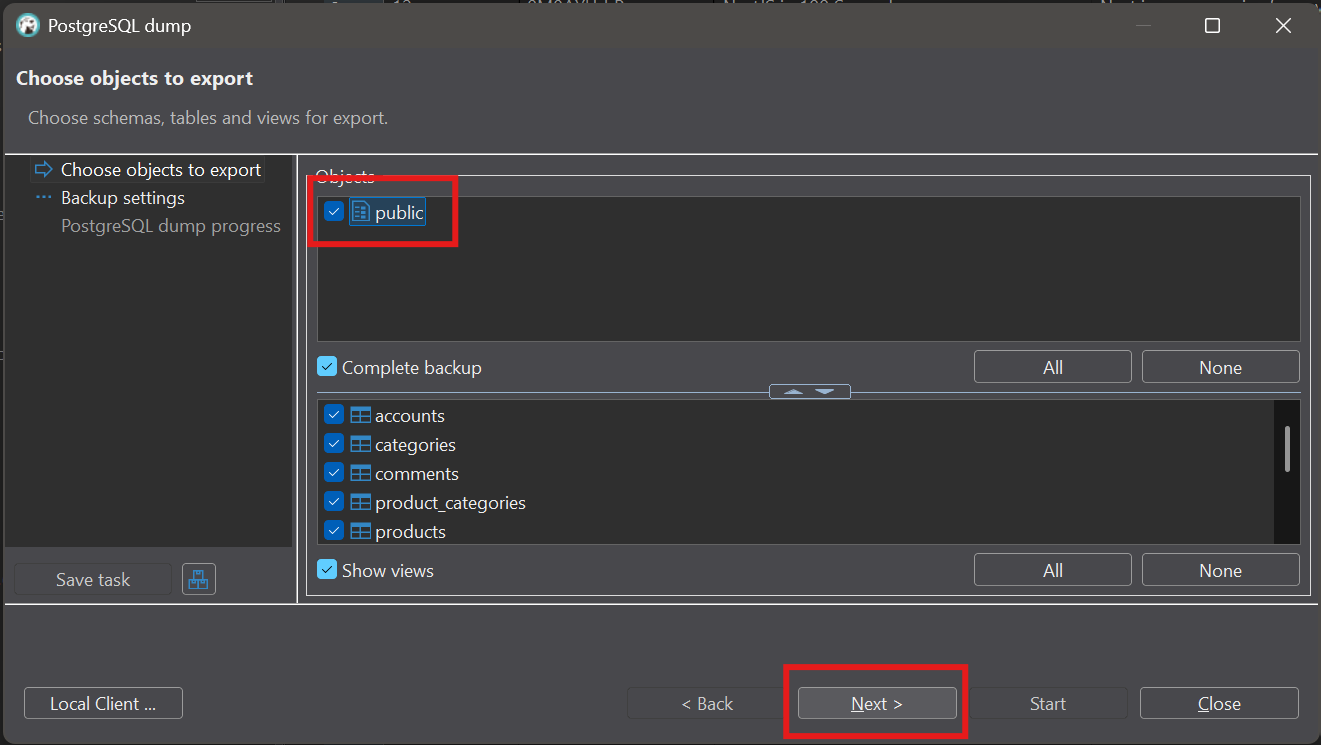 PostgreSQL dump
Choose objects to export
Choose schemas, tables and views for export.
Choose objects to export
Backup settings
PostgreSQL dump progress
Save task
Objects
public
Complete backup
All
None
accounts
categories
comments
product_categories
products
Show views
All
None
Local Client ...
< Back
Next >
Start
Close